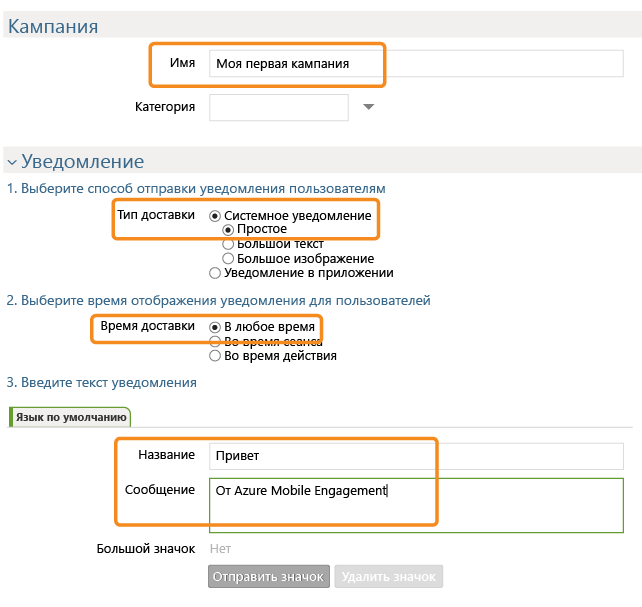 Кампания
Имя Моя первая кампания
Категория
Уведомление
1. Выберите способ отправки уведомления пользователям
Тип доставки Системное уведомление
Простое
Большой текст
Большое изображение
Уведомление в приложении
2. Выберите время отображения уведомления для пользователей
Время доставки В любое время
Во время сеанса
Во время действия
3. Введите текст уведомления
Язык по умолчанию
Название Привет
Сообщение От Azure Mobile Engagement
Большой значок Нет
Отправить значок Удалить значок